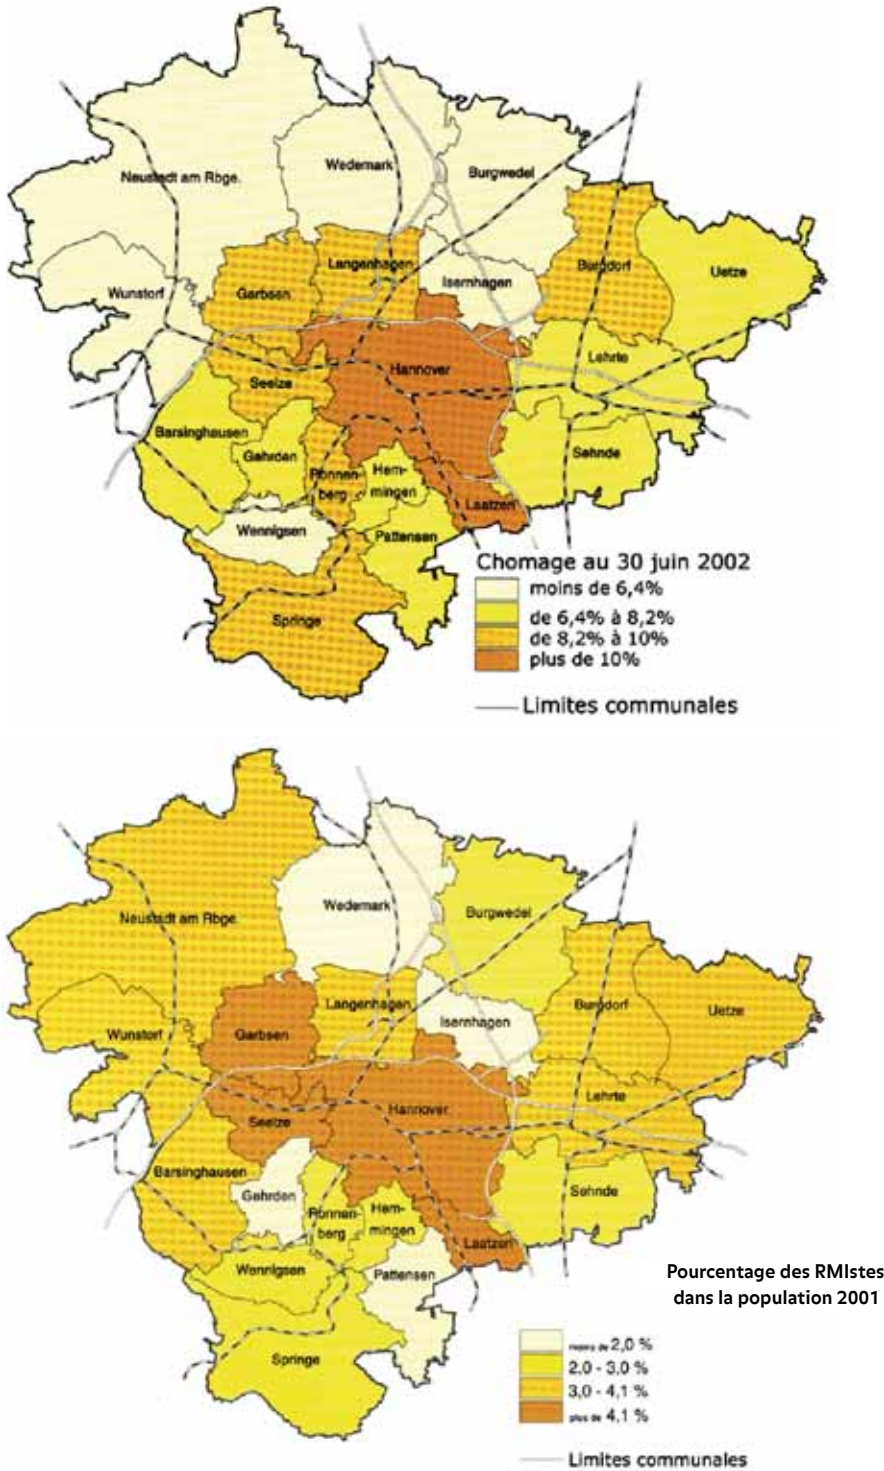 Neustadt am Rbge.
Wedemark
Burgwedel
Wunstorf
Garbsen
Langenhagen
Isernhagen
Burgdorf
Uetze
Seelze
Hannover
Lehrte
Barsinghausen
Gehrden
Ronnen-
berg
Hem-
mingen
Sehnde
Wennigsen
Pattensen
Laatzen
Springe
Chomage au 30 juin 2002
moins de 6,4%
de 6,4% à 8,2%
de 8,2% à 10%
plus de 10%
Limites communales
Neustadt am Rbge.
Wedemark
Burgwedel
Wunstorf
Garbsen
Langenhagen
Isernhagen
Burgdorf
Uetze
Seelze
Hannover
Lehrte
Barsinghausen
Gehrden
Ronnen-
berg
Hem-
mingen
Sehnde
Wennigsen
Pattensen
Laatzen
Springe
Pourcentage des RMIstes
dans la population 2001
moins de 2,0 %
2,0 - 3,0 %
3,0 - 4,1 %
plus de 4,1 %
Limites communales